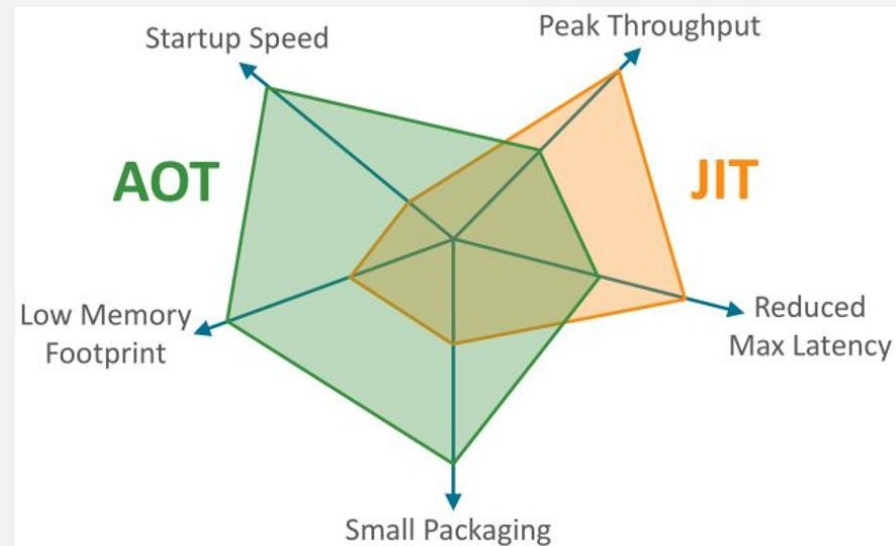 Startup Speed
Peak Throughput
AOT
JIT
Low Memory
Footprint
Reduced
Max Latency
Small Packaging